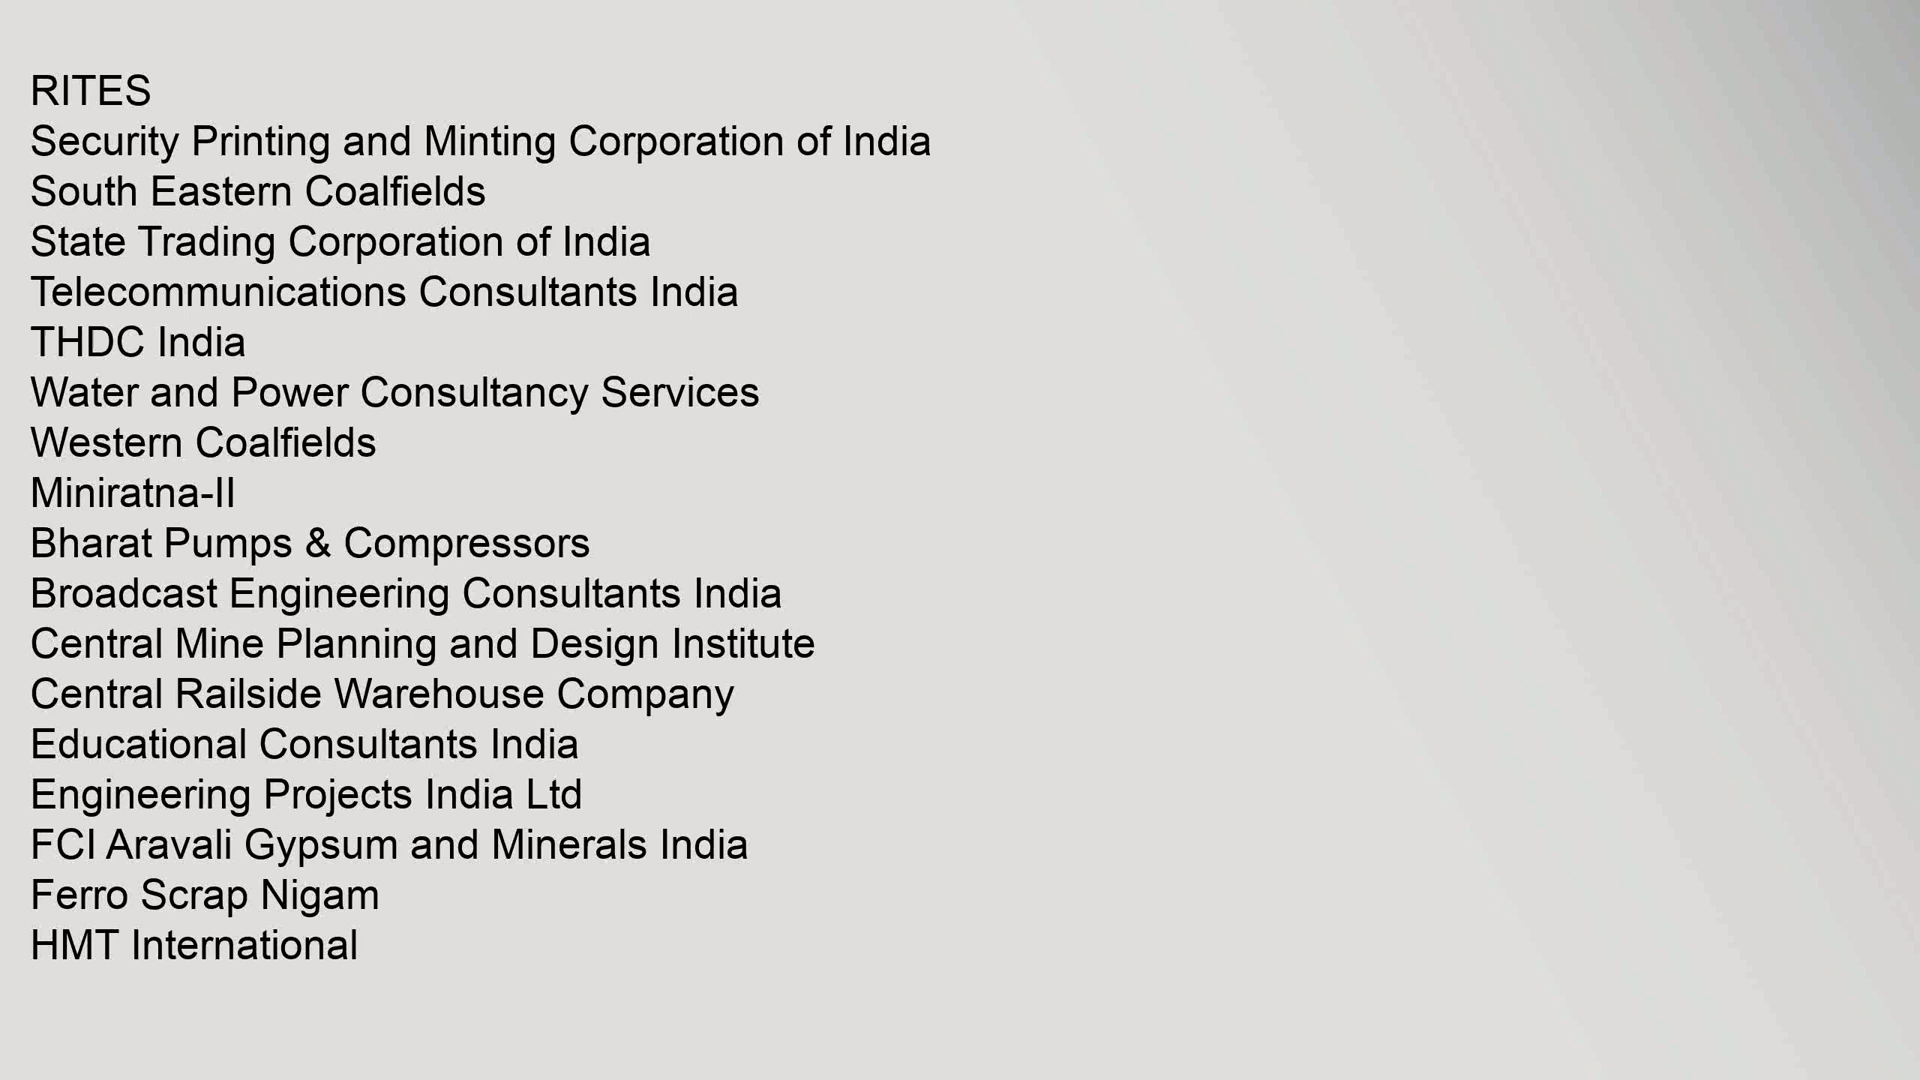 RITES
Security Printing and Minting Corporation of India
South Eastern Coalfields
State Trading Corporation of India
Telecommunications Consultants India
THDC India
Water and Power Consultancy Services
Western Coalfields
Miniratna-II
Bharat Pumps & Compressors
Broadcast Engineering Consultants India
Central Mine Planning and Design Institute
Central Railside Warehouse Company
Educational Consultants India
Engineering Projects India Ltd
FCI Aravali Gypsum and Minerals India
Ferro Scrap Nigam
HMT International